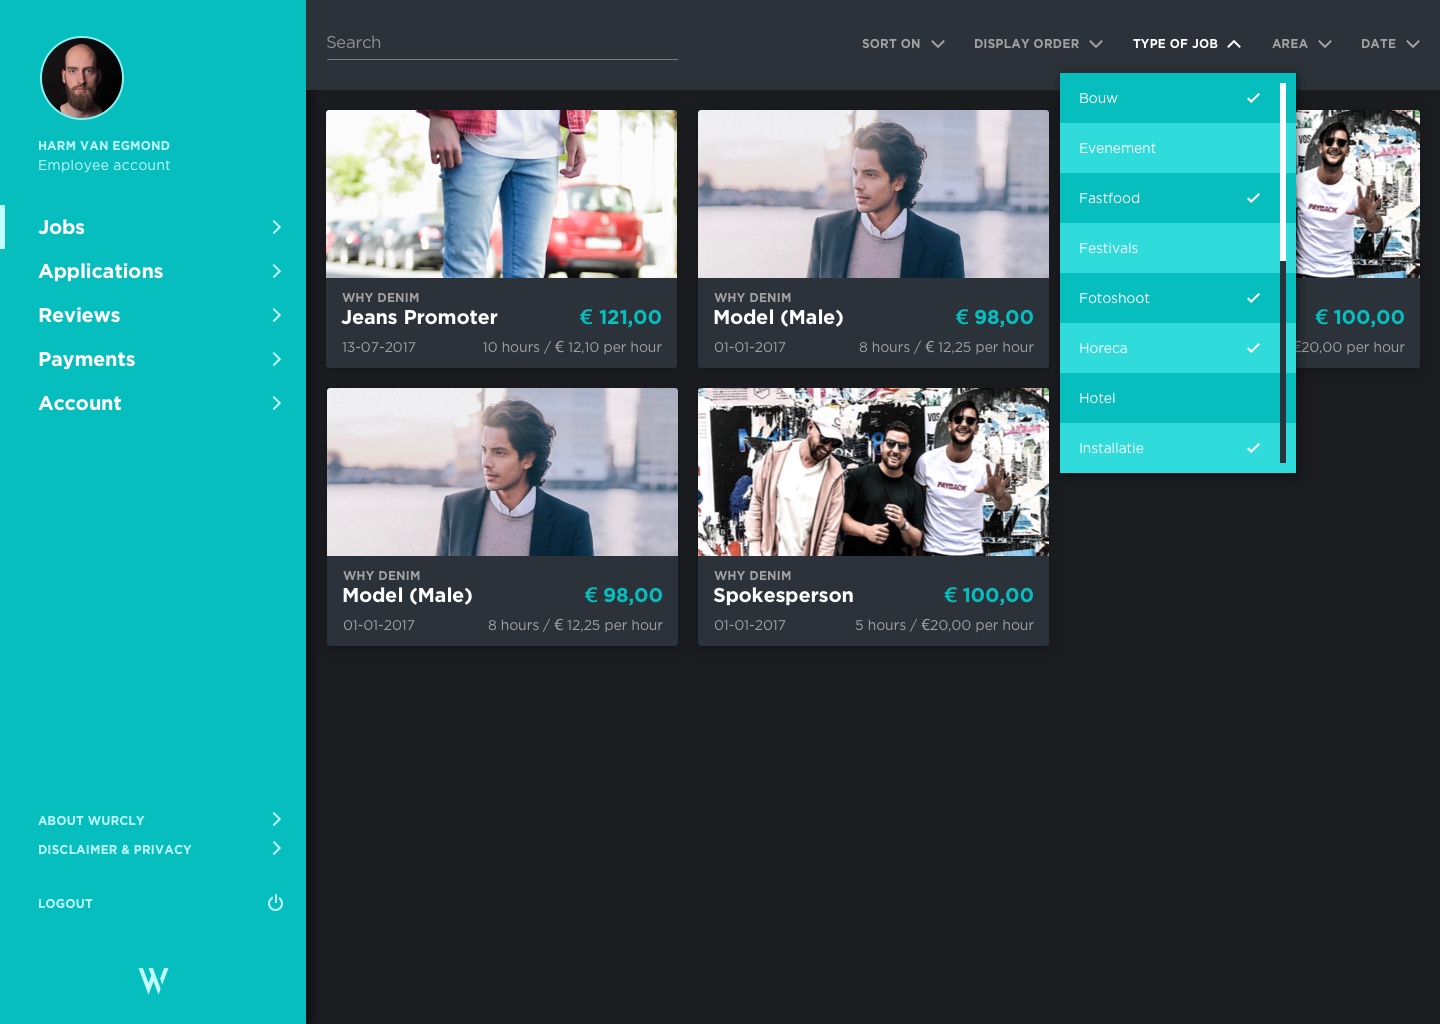 HARM VAN EGMOND
Employee account
Jobs
Applications
Reviews
Payments
Account
ABOUT WURCLY
DISCLAIMER & PRIVACY
LOGOUT
W
Search
SORT ON
DISPLAY ORDER
TYPE OF JOB
AREA
DATE
Bouw
Evenement
Fastfood
Festivals
Fotoshoot
Horeca
Hotel
Installatie
WHY DENIM
Jeans Promoter € 121,00
13-07-2017 10 hours / € 12,10 per hour
WHY DENIM
Model (Male) € 98,00
01-01-2017 8 hours / € 12,25 per hour
PAYBACK
€ 100,00
€20,00 per hour
WHY DENIM
Model (Male) € 98,00
01-01-2017 8 hours / € 12,25 per hour
VOS
PAYBACK
WHY DENIM
Spokesperson € 100,00
01-01-2017 5 hours / €20,00 per hour